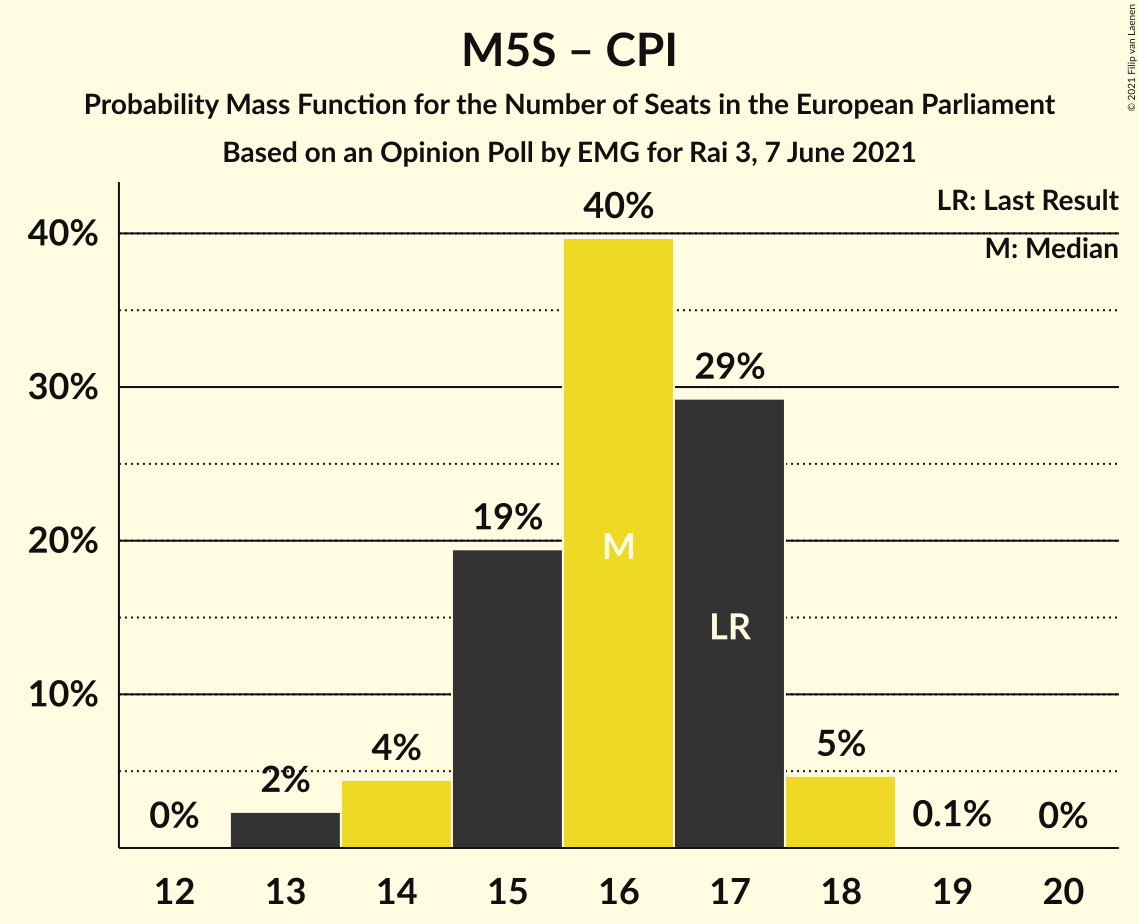 M5S – CPI
Probability Mass Function for the Number of Seats in the European Parliament
Based on an Opinion Poll by EMG for Rai 3, 7 June 2021
© 2021 Filip van Laenen
LR: Last Result
M: Median
40%
30%
20%
10%
0%
2%
4%
19%
40%
29%
5%
0.1%
0%
M
LR
12 13 14 15 16 17 18 19 20